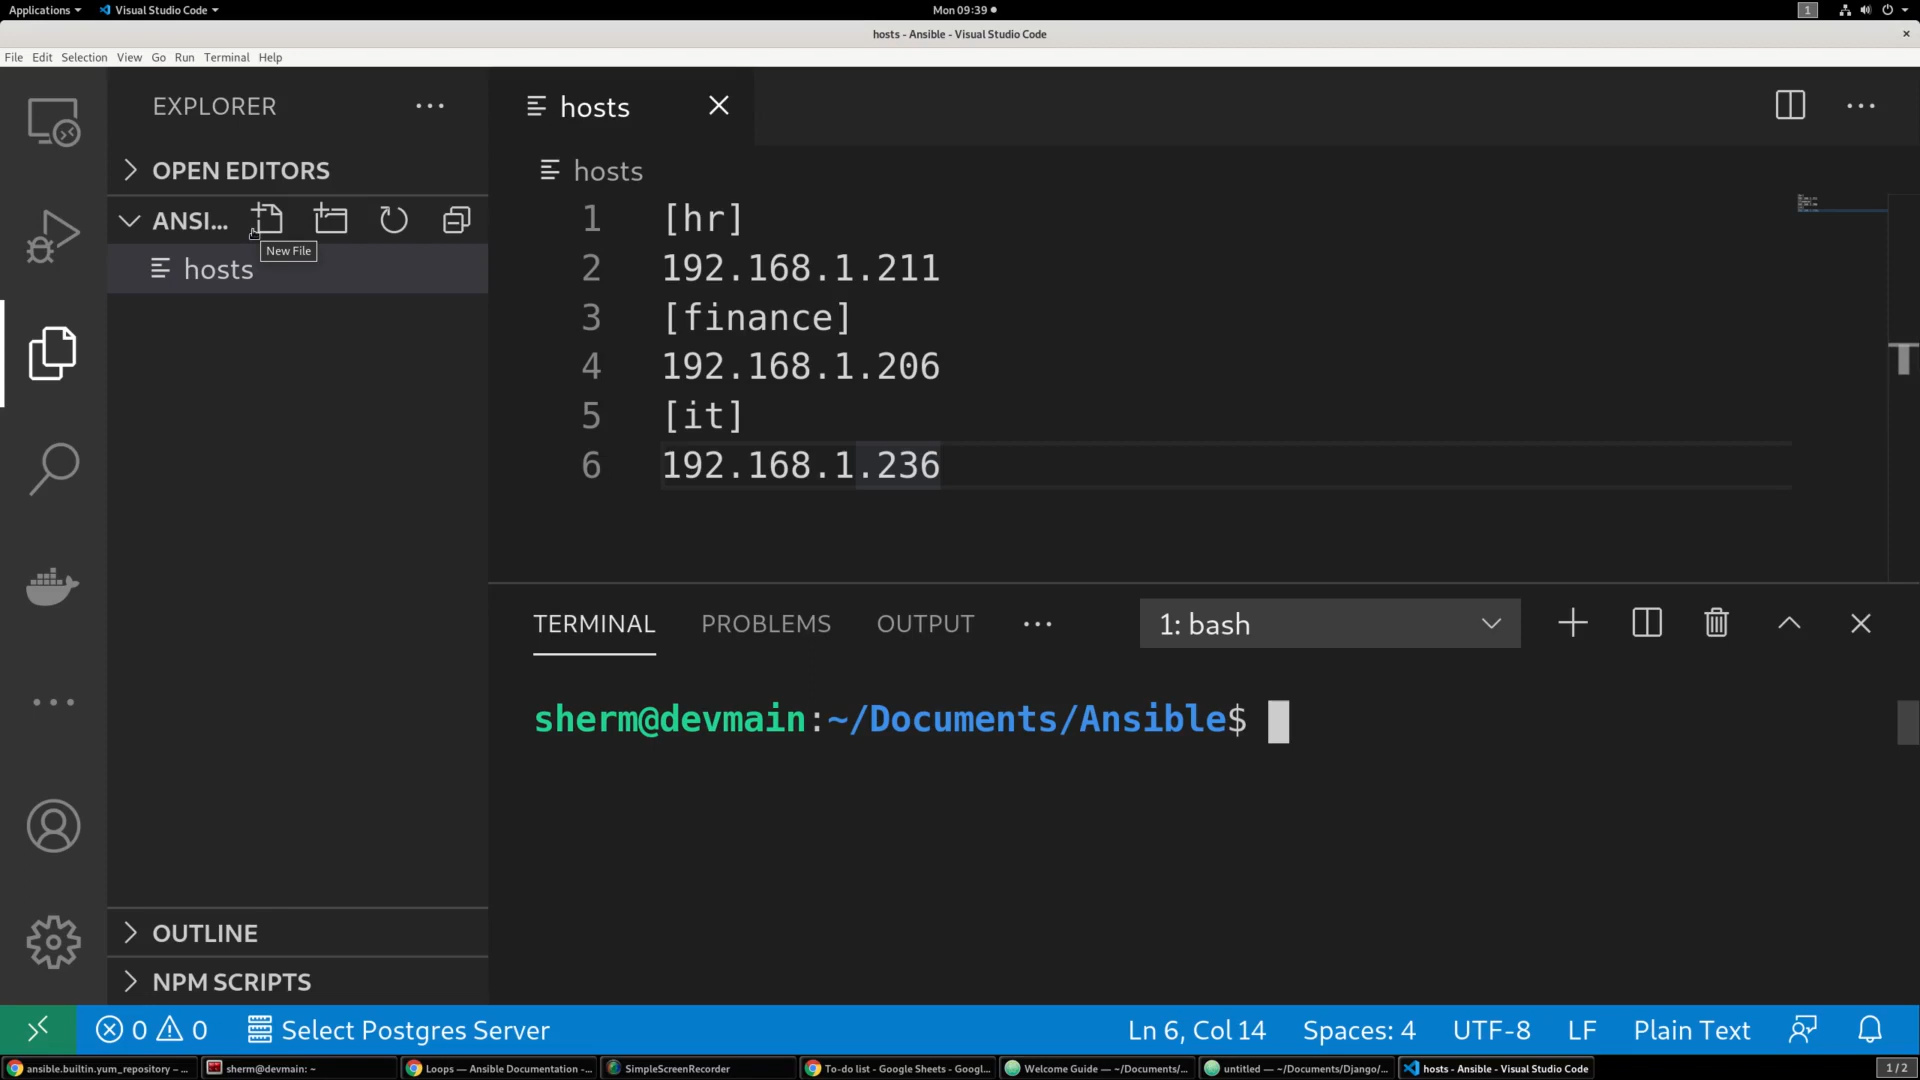 Applications Visual Studio Code Mon 09:39 1
hosts - Ansible - Visual Studio Code
File Edit Selection View Go Run Terminal Help
EXPLORER
OPEN EDITORS
ANSI...
New File
hosts
OUTLINE
NPM SCRIPTS
hosts
hosts
1 [hr]
2 192.168.1.211
3 [finance]
4 192.168.1.206
5 [it]
6 192.168.1.236
TERMINAL PROBLEMS OUTPUT 1: bash
sherm@devmain:~/Documents/Ansible$
0 0 Select Postgres Server Ln 6, Col 14 Spaces: 4 UTF-8 LF Plain Text
ansible.builtin.yum_repository – ... sherm@devmain: ~ Loops — Ansible Documentation -... SimpleScreenRecorder To-do list - Google Sheets - Googl... Welcome Guide — ~/Documents/... untitled — ~/Documents/Django/... hosts - Ansible - Visual Studio Code 1 / 2